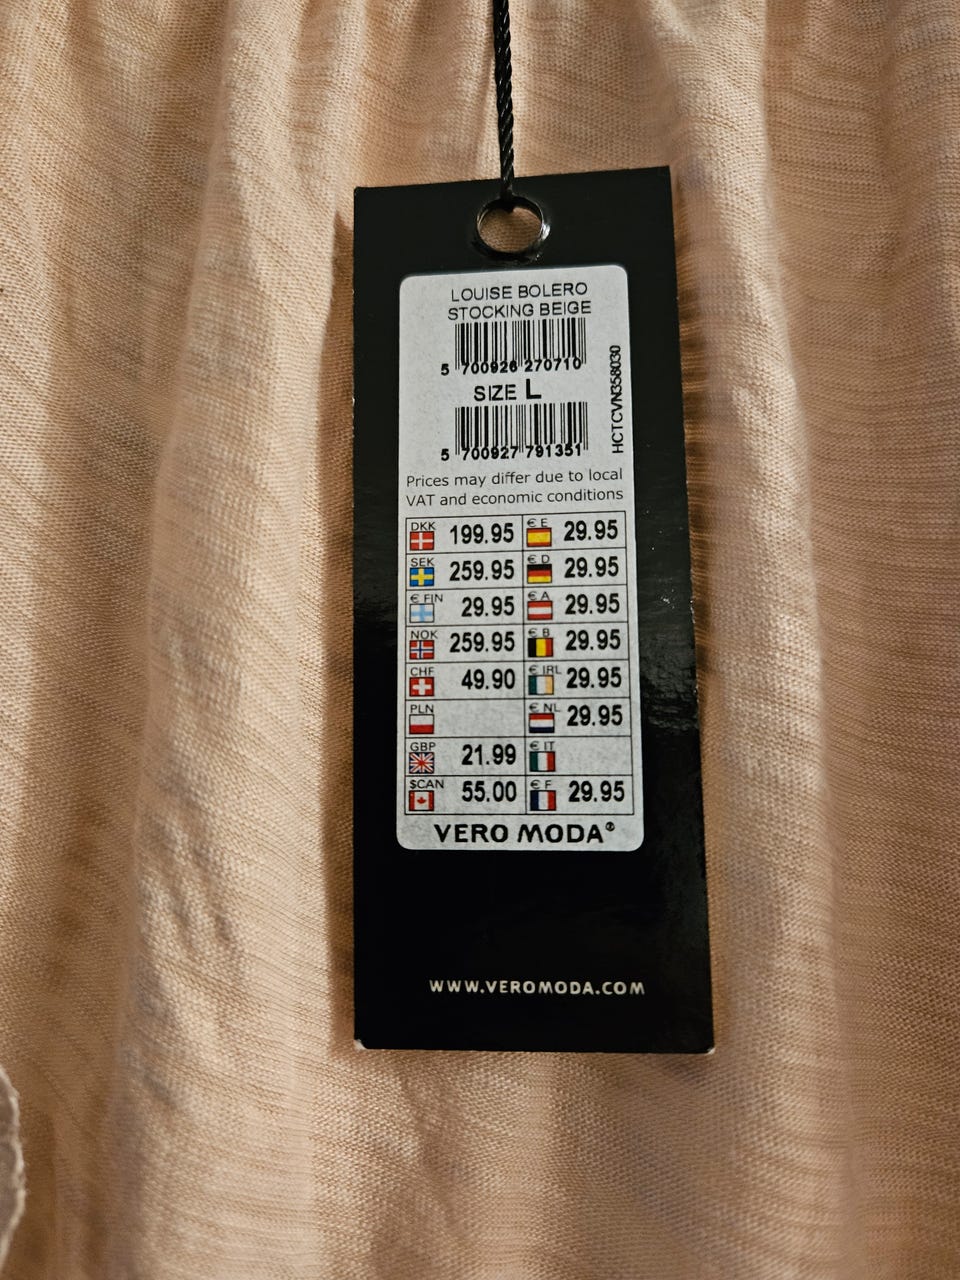 LOUISE BOLERO
STOCKING BEIGE
5 700926 270710
SIZE L
5 700927 791351
HCTCVN358030
Prices may differ due to local
VAT and economic conditions
DKK 199.95 € E 29.95
SEK 259.95 € D 29.95
€ FIN 29.95 € A 29.95
NOK 259.95 € B 29.95
CHF 49.90 € IRL 29.95
PLN € NL 29.95
GBP 21.99 € IT
$CAN 55.00 € F 29.95
VERO MODA®
WWW.VEROMODA.COM